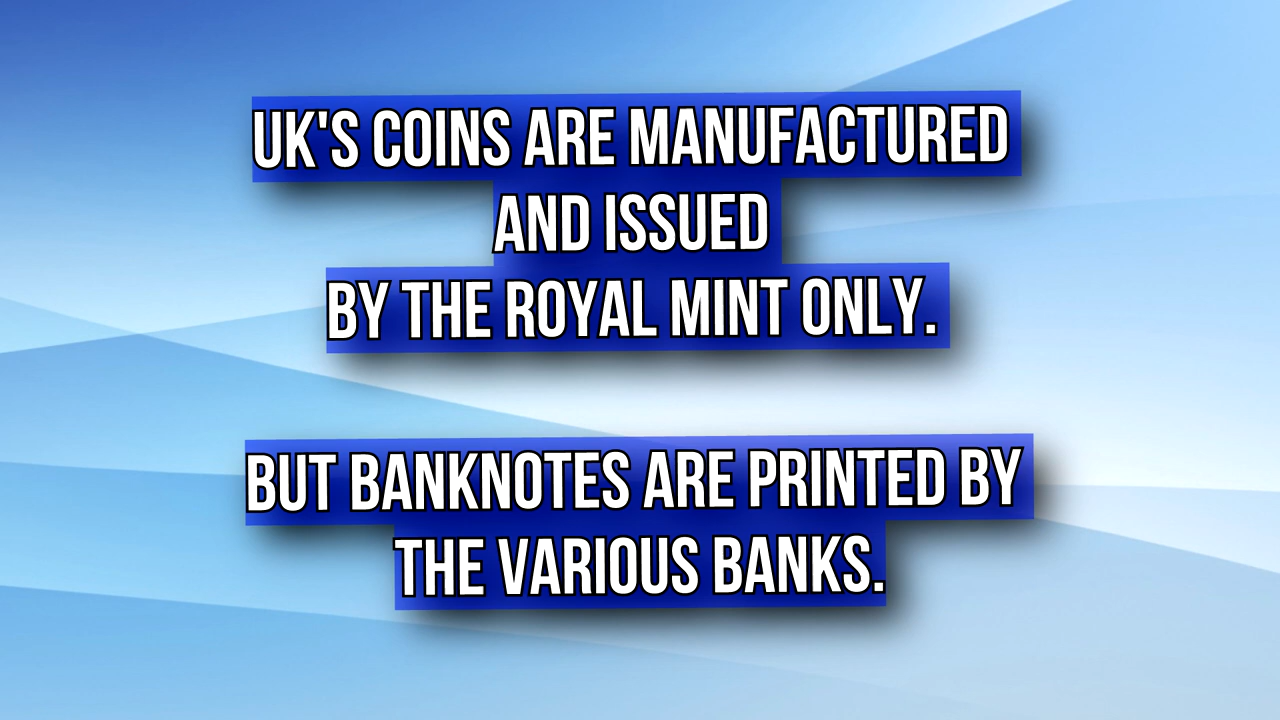 UK'S COINS ARE MANUFACTURED
AND ISSUED
BY THE ROYAL MINT ONLY.
BUT BANKNOTES ARE PRINTED BY
THE VARIOUS BANKS.